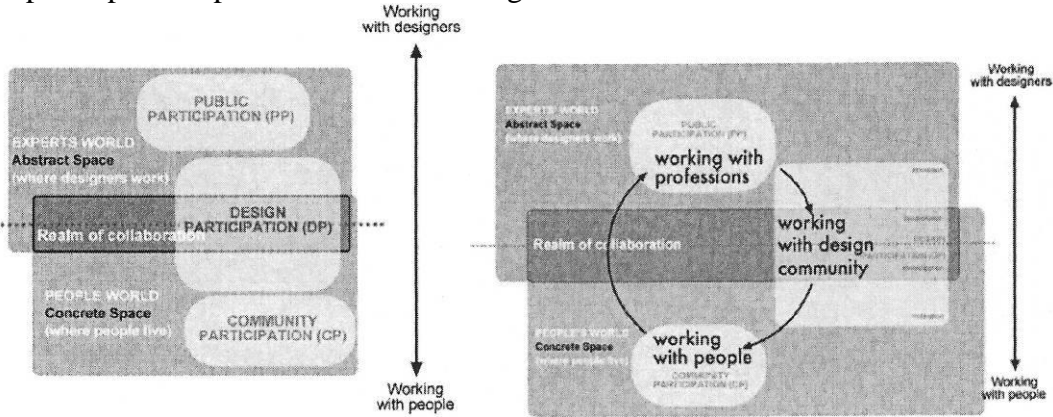 Working
with designers
PUBLIC
PARTICIPATION (PP)
EXPERTS WORLD
Abstract Space
(where designers work)
DESIGN
PARTICIPATION (DP)
Realm of collaboration
PEOPLE WORLD
Concrete Space
(where people live)
COMMUNITY
PARTICIPATION (CP)
Working
with people
Working
with designers
EXPERTS' WORLD
Abstract Space
(where designers work)
PUBLIC
PARTICIPATION (PP)
working with
professions
Realm of collaboration
working
with design
community
DESIGN
PARTICIPATION (DP)
PEOPLE'S WORLD
Concrete Space
(where people live)
working
with people
COMMUNITY
PARTICIPATION (CP)
Working
with people